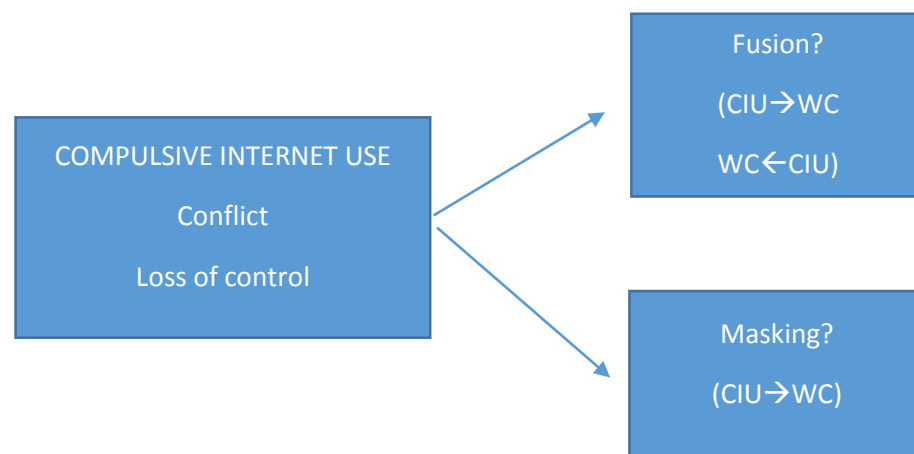 COMPULSIVE INTERNET USE
Conflict
Loss of control
Fusion?
(CIU→WC
WC←CIU)
Masking?
(CIU→WC)